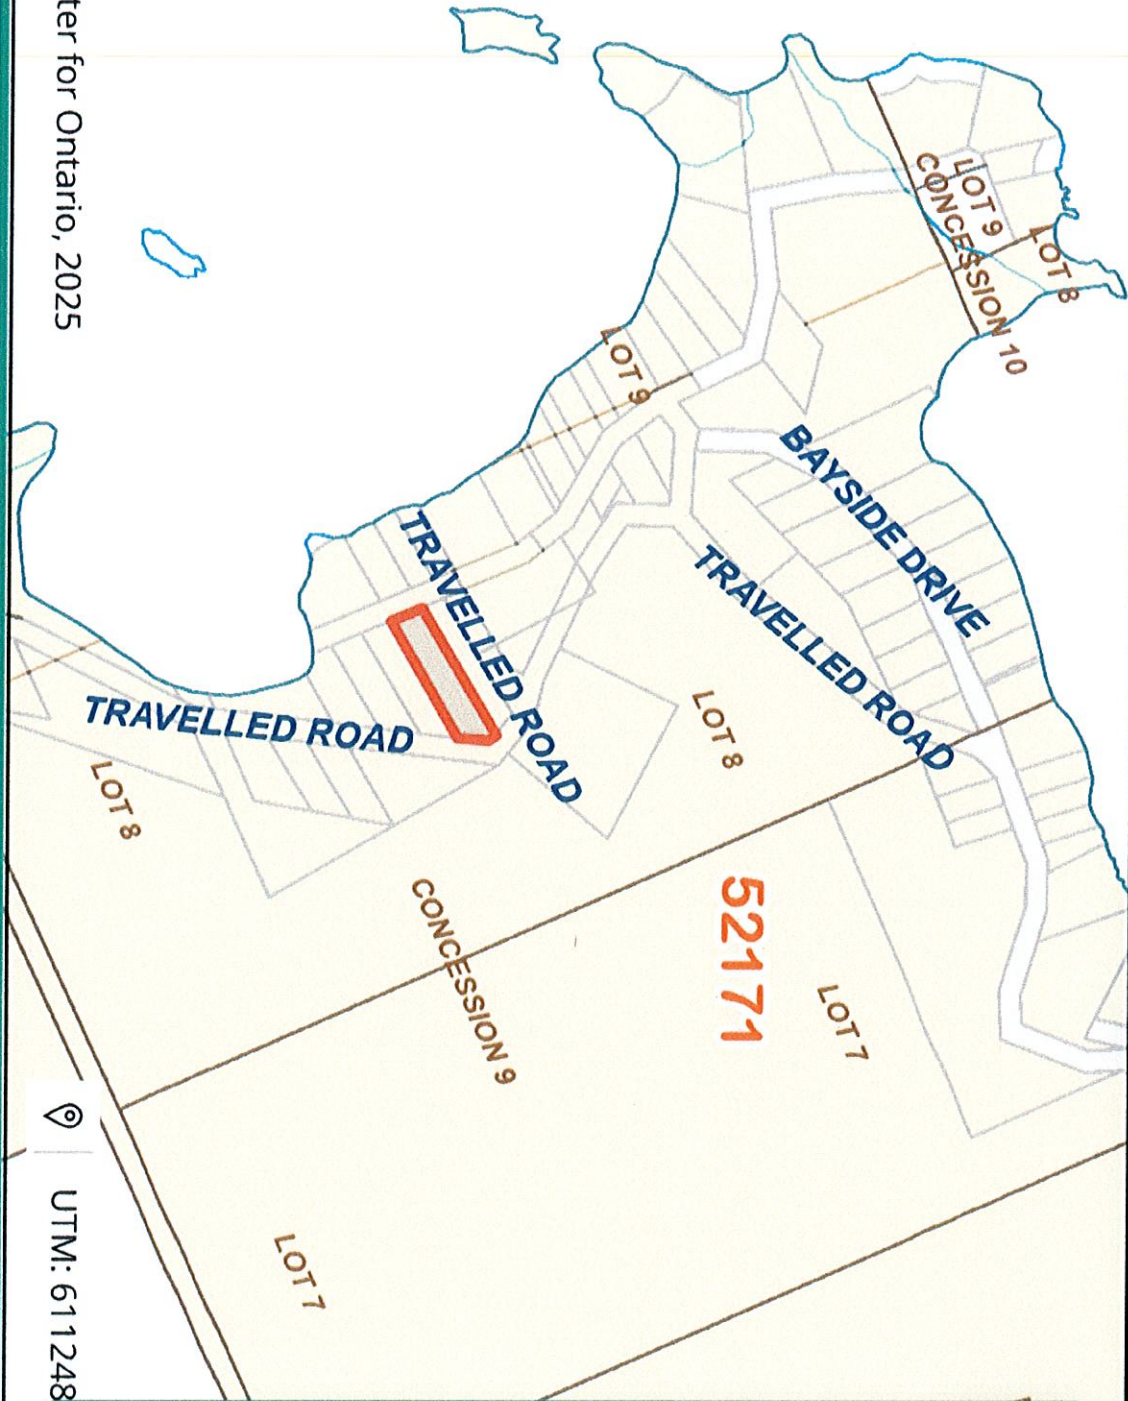 LOT 8
LOT 9
CONCESSION 10
BAYSIDE DRIVE
LOT 9
TRAVELLED ROAD
TRAVELLED ROAD
LOT 8
LOT 7
52171
TRAVELLED ROAD
LOT 8
CONCESSION 9
LOT 7
ter for Ontario, 2025
UTM: 611248